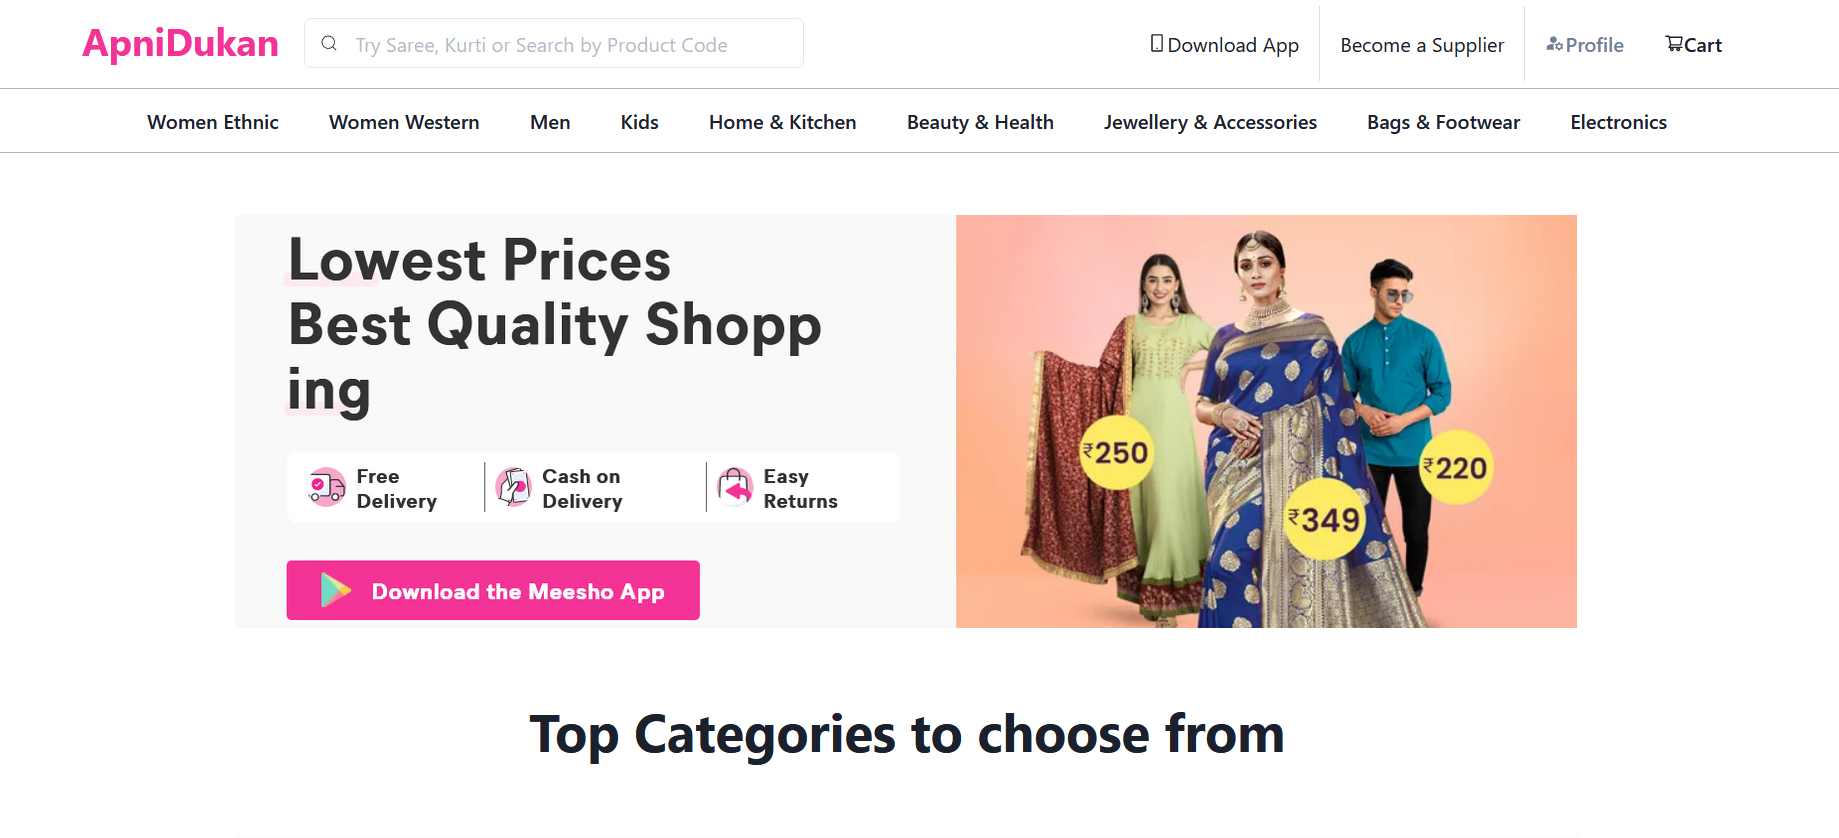 ApniDukan
Try Saree, Kurti or Search by Product Code
Download App
Become a Supplier
Profile
Cart
Women Ethnic
Women Western
Men
Kids
Home & Kitchen
Beauty & Health
Jewellery & Accessories
Bags & Footwear
Electronics
Lowest Prices
Best Quality Shopp
ing
Free
Delivery
Cash on
Delivery
Easy
Returns
Download the Meesho App
₹250
₹349
₹220
Top Categories to choose from